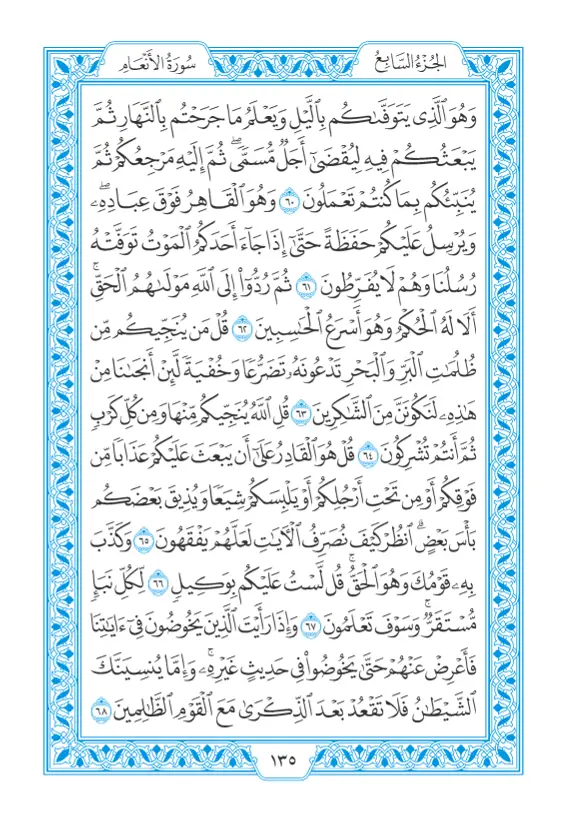 الجُزْءُ السَّابِعُ
سُورَةُ الأَنْعَامِ
وَهُوَ ٱلَّذِي يَتَوَفَّىٰكُم بِٱلَّيْلِ وَيَعْلَمُ مَا جَرَحْتُم بِٱلنَّهَارِ ثُمَّ
يَبْعَثُكُمْ فِيهِ لِيُقْضَىٰٓ أَجَلٌ مُّسَمًّى ۖ ثُمَّ إِلَيْهِ مَرْجِعُكُمْ ثُمَّ
يُنَبِّئُكُم بِمَا كُنتُمْ تَعْمَلُونَ ٦٠ وَهُوَ ٱلْقَاهِرُ فَوْقَ عِبَادِهِۦ ۖ
وَيُرْسِلُ عَلَيْكُمْ حَفَظَةً حَتَّىٰٓ إِذَا جَآءَ أَحَدَكُمُ ٱلْمَوْتُ تَوَفَّتْهُ
رُسُلُنَا وَهُمْ لَا يُفَرِّطُونَ ٦١ ثُمَّ رُدُّوٓا۟ إِلَى ٱللَّهِ مَوْلَىٰهُمُ ٱلْحَقِّ ۚ
أَلَا لَهُ ٱلْحُكْمُ وَهُوَ أَسْرَعُ ٱلْحَٰسِبِينَ ٦٢ قُلْ مَن يُنَجِّيكُم مِّن
ظُلُمَٰتِ ٱلْبَرِّ وَٱلْبَحْرِ تَدْعُونَهُۥ تَضَرُّعًا وَخُفْيَةً لَّئِنْ أَنجَىٰنَا مِنْ
هَٰذِهِۦ لَنَكُونَنَّ مِنَ ٱلشَّٰكِرِينَ ٦٣ قُلِ ٱللَّهُ يُنَجِّيكُم مِّنْهَا وَمِن كُلِّ كَرْبٍ
ثُمَّ أَنتُمْ تُشْرِكُونَ ٦٤ قُلْ هُوَ ٱلْقَادِرُ عَلَىٰٓ أَن يَبْعَثَ عَلَيْكُمْ عَذَابًا مِّن
فَوْقِكُمْ أَوْ مِن تَحْتِ أَرْجُلِكُمْ أَوْ يَلْبِسَكُمْ شِيَعًا وَيُذِيقَ بَعْضَكُم
بَأْسَ بَعْضٍ ۗ ٱنظُرْ كَيْفَ نُصَرِّفُ ٱلْءَايَٰتِ لَعَلَّهُمْ يَفْقَهُونَ ٦٥ وَكَذَّبَ
بِهِۦ قَوْمُكَ وَهُوَ ٱلْحَقُّ ۚ قُل لَّسْتُ عَلَيْكُم بِوَكِيلٍ ٦٦ لِّكُلِّ نَبَإٍ
مُّسْتَقَرٌّ ۚ وَسَوْفَ تَعْلَمُونَ ٦٧ وَإِذَا رَأَيْتَ ٱلَّذِينَ يَخُوضُونَ فِىٓ ءَايَٰتِنَا
فَأَعْرِضْ عَنْهُمْ حَتَّىٰ يَخُوضُوا۟ فِى حَدِيثٍ غَيْرِهِۦ ۚ وَإِمَّا يُنسِيَنَّكَ
ٱلشَّيْطَٰنُ فَلَا تَقْعُدْ بَعْدَ ٱلذِّكْرَىٰ مَعَ ٱلْقَوْمِ ٱلظَّٰلِمِينَ ٦٨
١٣٥